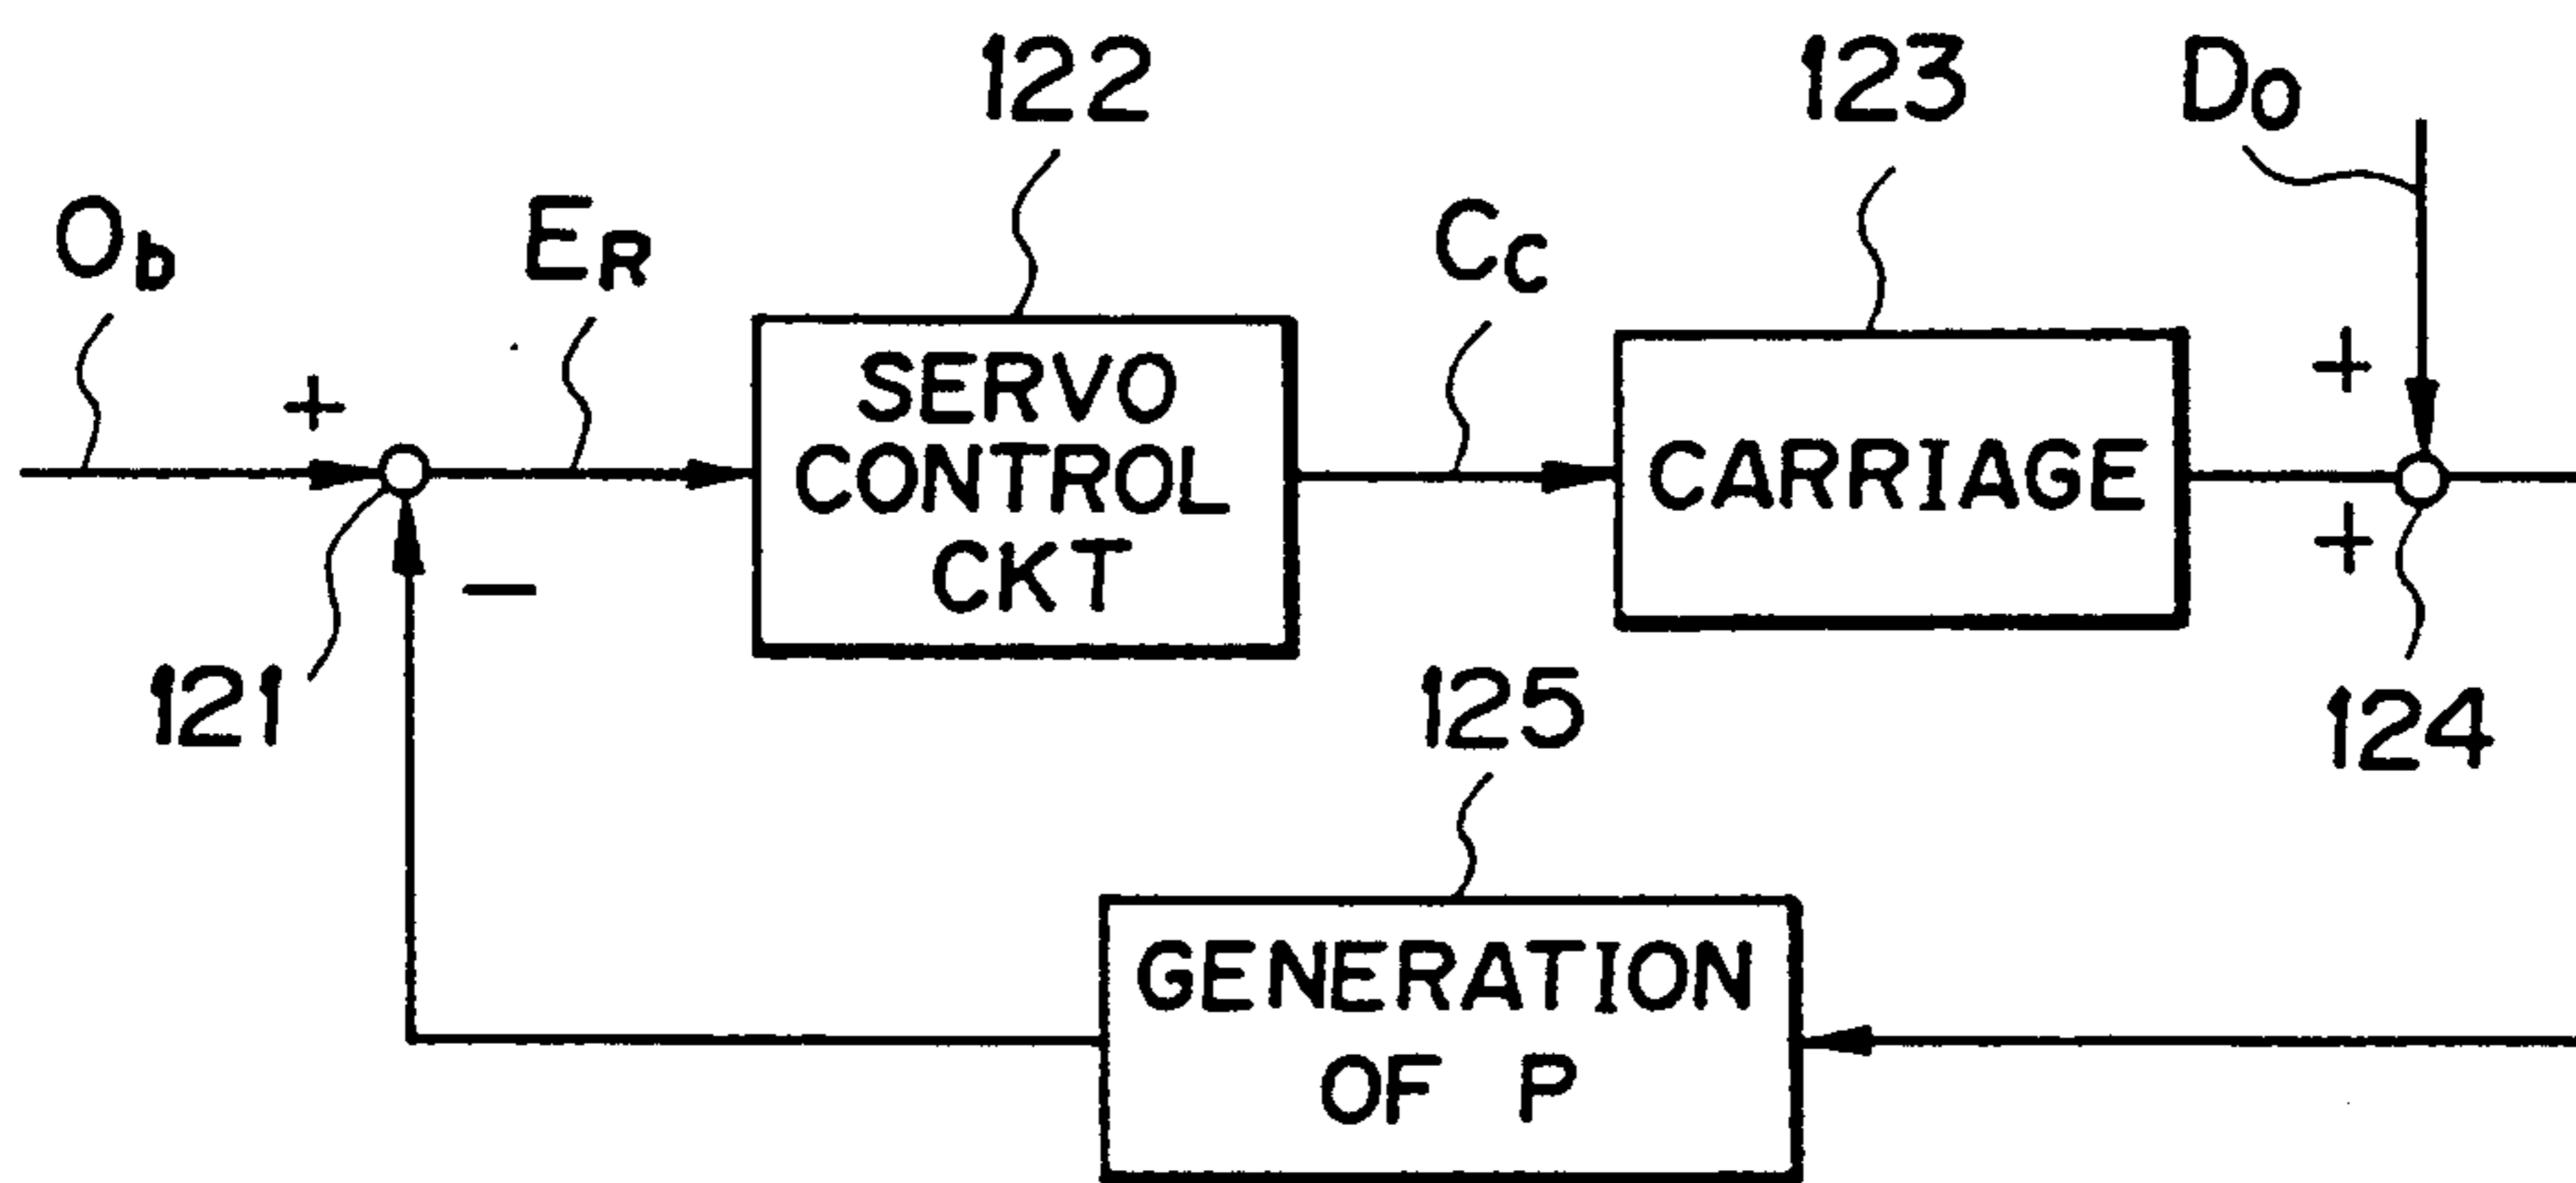 122
123
Do
Ob
ER
Cc
+
+
SERVO
CONTROL
CKT
CARRIAGE
+
−
121
125
124
GENERATION
OF P